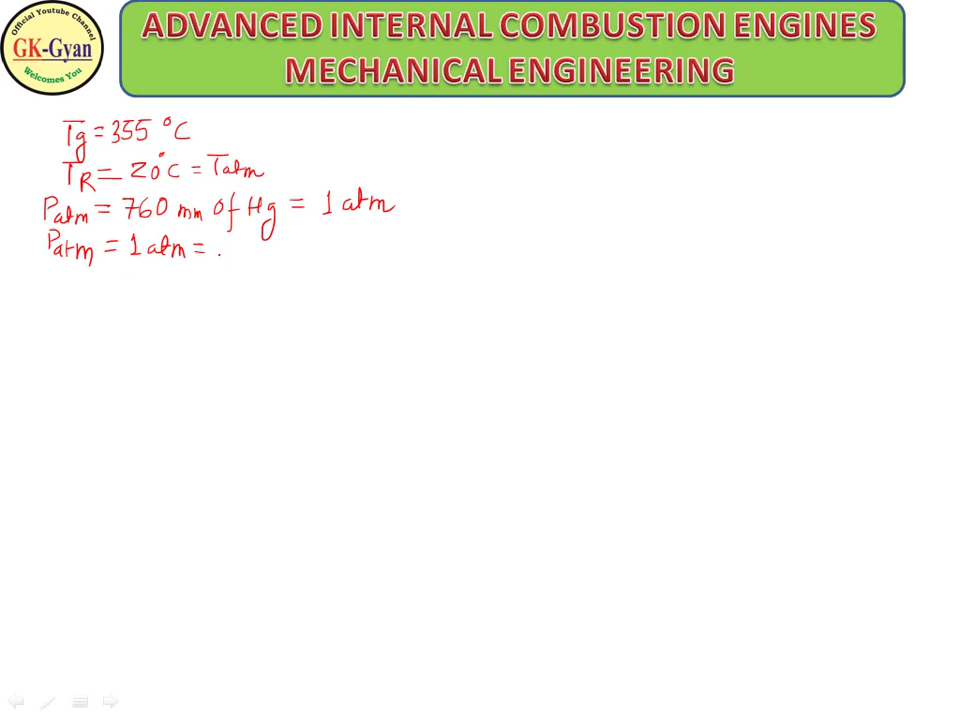 Official Youtube Channel
GK-Gyan
Welcomes You
ADVANCED INTERNAL COMBUSTION ENGINES
MECHANICAL ENGINEERING
Tg = 355 °C
TR = 20°C = Tatm
Patm = 760 mm of Hg = 1 atm
Patm = 1 atm = .